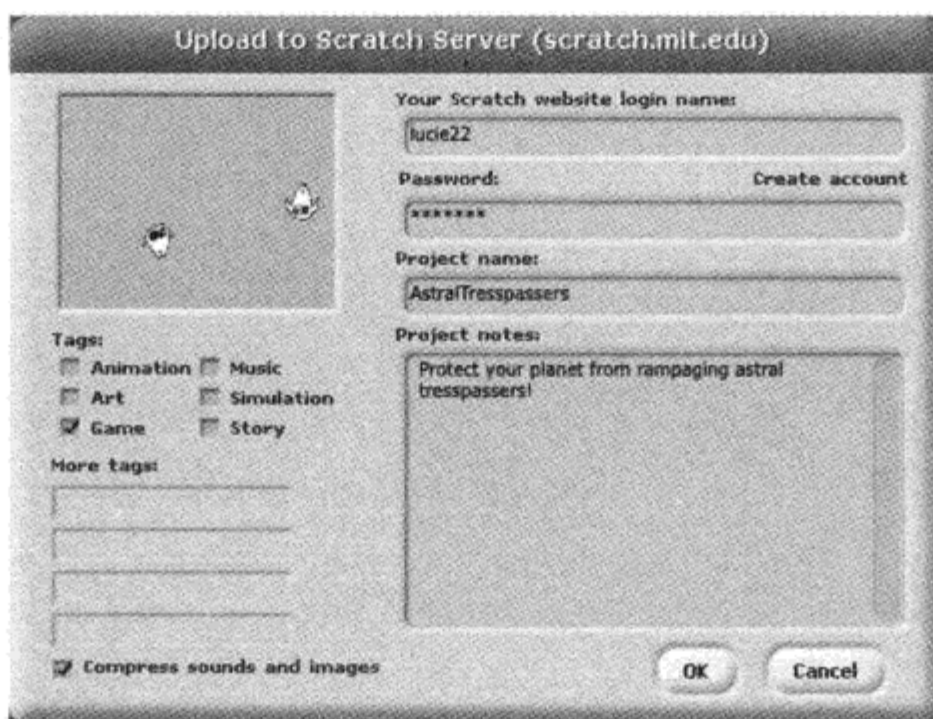 Upload to Scratch Server (scratch.mit.edu)
Your Scratch website login name:
lucie22
Password: Create account
*******
Project name:
AstralTresspassers
Project notes:
Protect your planet from rampaging astral
tresspassers!
Tags:
Animation Music
Art Simulation
Game Story
More tags:
Compress sounds and images
OK Cancel